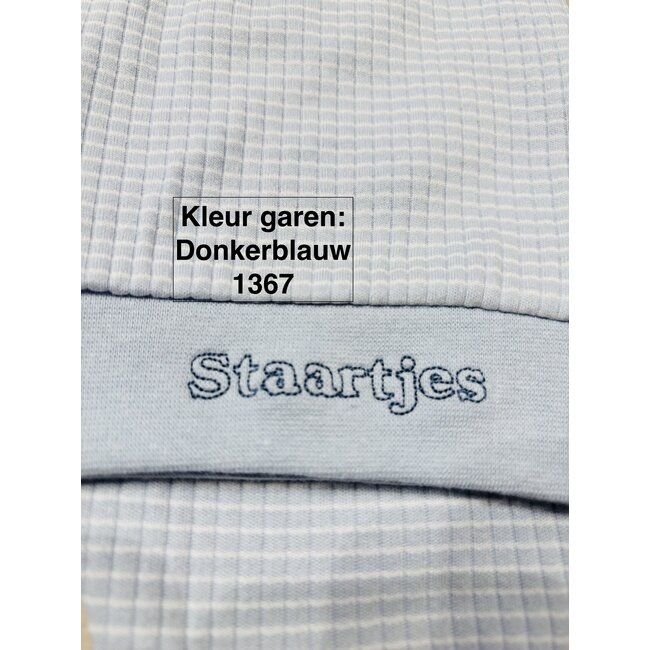 Kleur garen:
Donkerblauw
1367
Staartjes